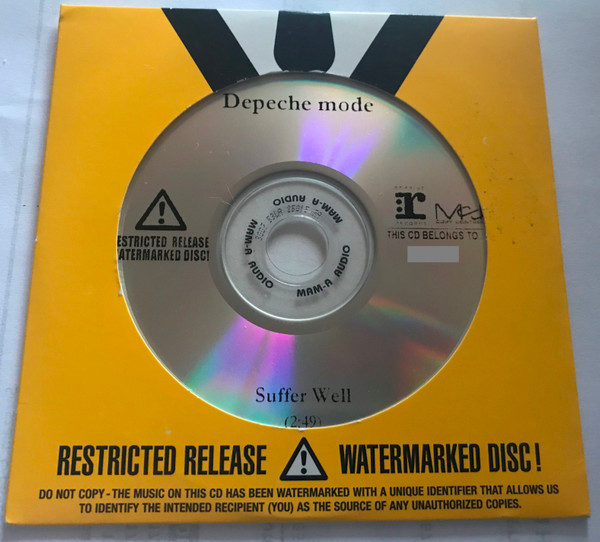 Depeche mode
ESTRICTED RELEASE
WATERMARKED DISC!
r
records
THIS CD BELONGS TO
MAM-A AUDIO
MAM-A AUDIO
MAM-A AUDIO
Suffer Well
(2:49)
RESTRICTED RELEASE ! WATERMARKED DISC!
DO NOT COPY - THE MUSIC ON THIS CD HAS BEEN WATERMARKED WITH A UNIQUE IDENTIFIER THAT ALLOWS US
TO IDENTIFY THE INTENDED RECIPIENT (YOU) AS THE SOURCE OF ANY UNAUTHORIZED COPIES.